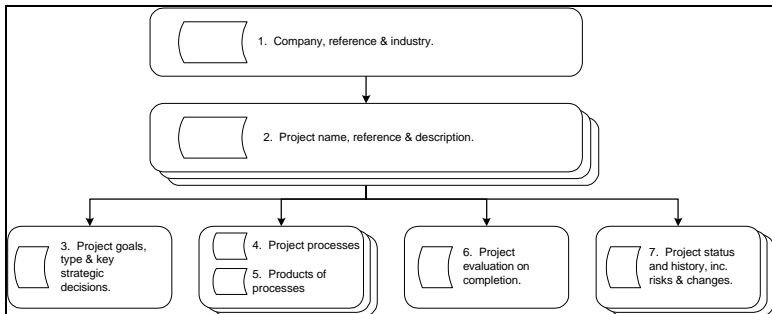 1. Company, reference & industry.
2. Project name, reference & description.
3. Project goals,
type & key
strategic
decisions.
4. Project processes
5. Products of
processes
6. Project
evaluation on
completion.
7. Project status
and history, inc.
risks & changes.